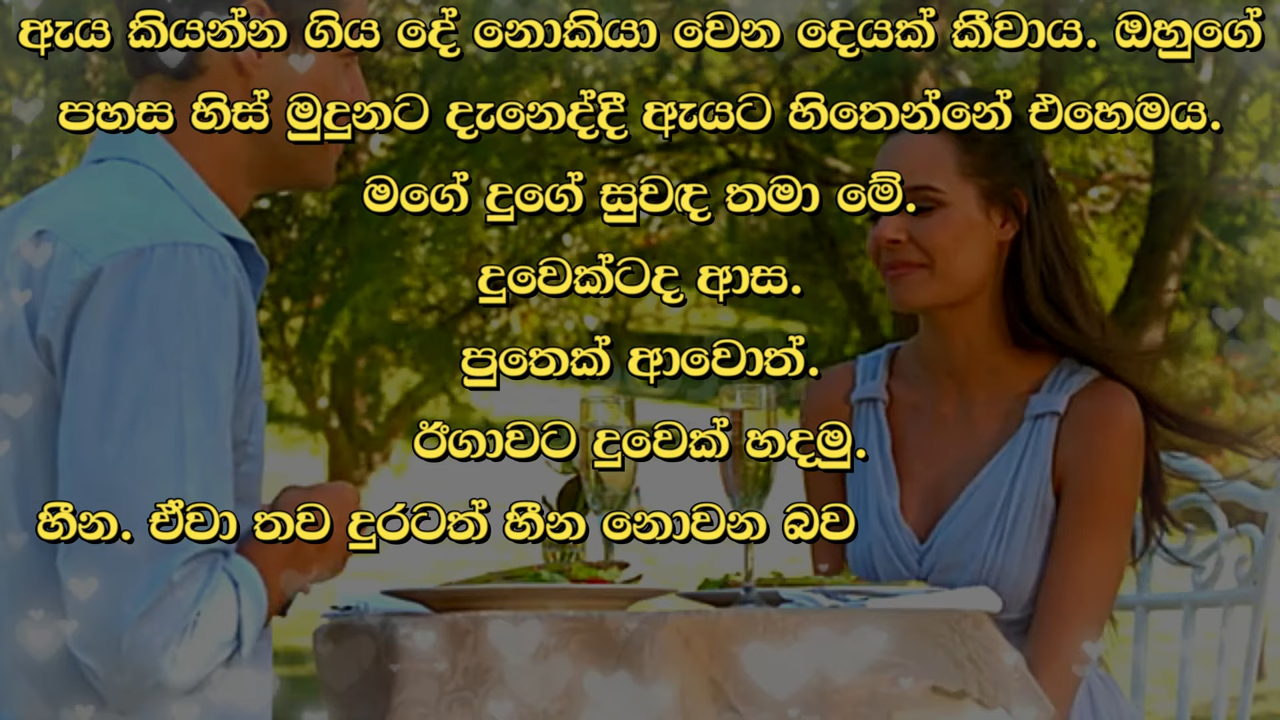 ඇය කියන්න ගිය දේ නොකියා වෙන දෙයක් කීවාය. ඔහුගේ
පහස හිස් මුදුනට දැනෙද්දී ඇයට හිතෙන්නේ එහෙමය.
මගේ දුගේ සුවඳ තමා මේ.
දුවෙක්ටද ආස.
පුතෙක් ආවොත්.
ඊගාවට දුවෙක් හදමු.
හීන. ඒවා තව දුරටත් හීන නොවන බව